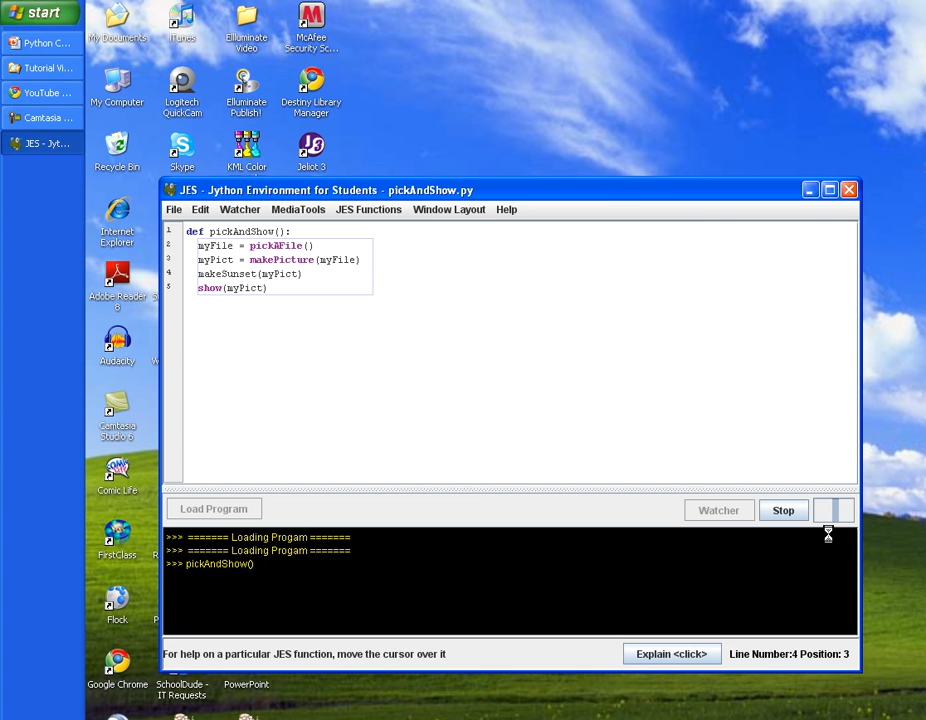 start
Python C...
Tutorial Vi...
YouTube ...
Camtasia ...
JES - Jyt...
My Documents
iTunes
Elluminate
Video
McAfee
Security Sc...
My Computer
Logitech
QuickCam
Elluminate
Publish!
Destiny Library
Manager
Recycle Bin
Skype
KML Color
Jeliot 3
Internet
Explorer
Adobe Reader
8
Audacity
Camtasia
Studio 6
Comic Life
FirstClass
Flock
Google Chrome
SchoolDude -
IT Requests
PowerPoint
JES - Jython Environment for Students - pickAndShow.py
File Edit Watcher MediaTools JES Functions Window Layout Help
1 def pickAndShow():
2 myFile = pickAFile()
3 myPict = makePicture(myFile)
4 makeSunset(myPict)
5 show(myPict)
Load Program
Watcher
Stop
>>> ======= Loading Progam =======
>>> ======= Loading Progam =======
>>> pickAndShow()
For help on a particular JES function, move the cursor over it
Explain <click>
Line Number:4 Position: 3